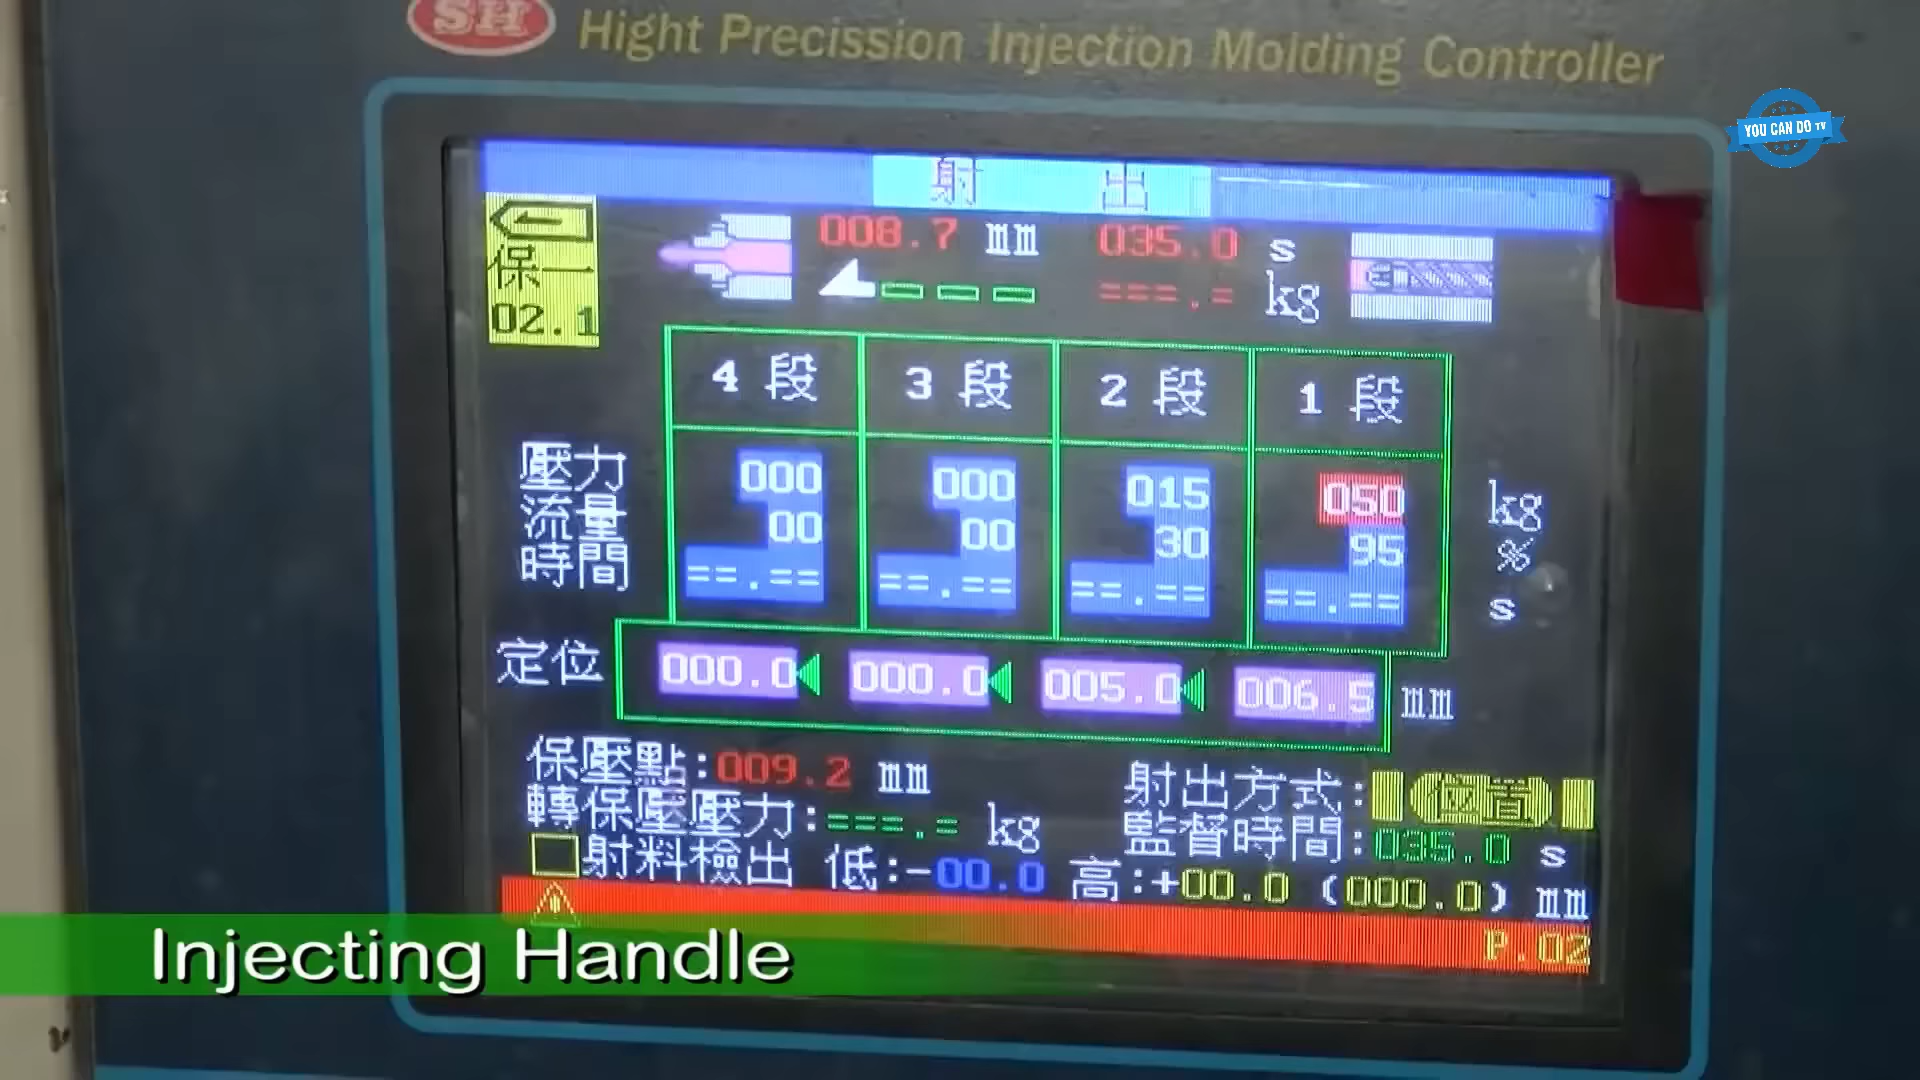 SH
Hight Precission Injection Molding Controller
YOU CAN DO TV
射 出
保一
02.1
008.7 mm 035.0 s
===.= kg
4 段 3 段 2 段 1 段
壓力 000 000 015 050 kg
流量 00 00 30 95 %
時間 ==.== ==.== ==.== ==.== s
定位 000.0 000.0 005.0 006.5 mm
保壓點:009.2 mm 射出方式:(位置)
轉保壓壓力:===.= kg 監督時間:035.0 s
射料檢出 低:-00.0 高:+00.0 (000.0) mm
P.02
Injecting Handle